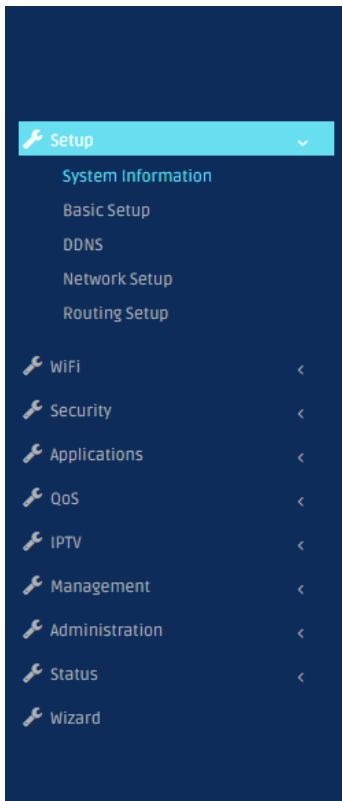 Setup
System Information
Basic Setup
DDNS
Network Setup
Routing Setup
WiFi
Security
Applications
QoS
IPTV
Management
Administration
Status
Wizard